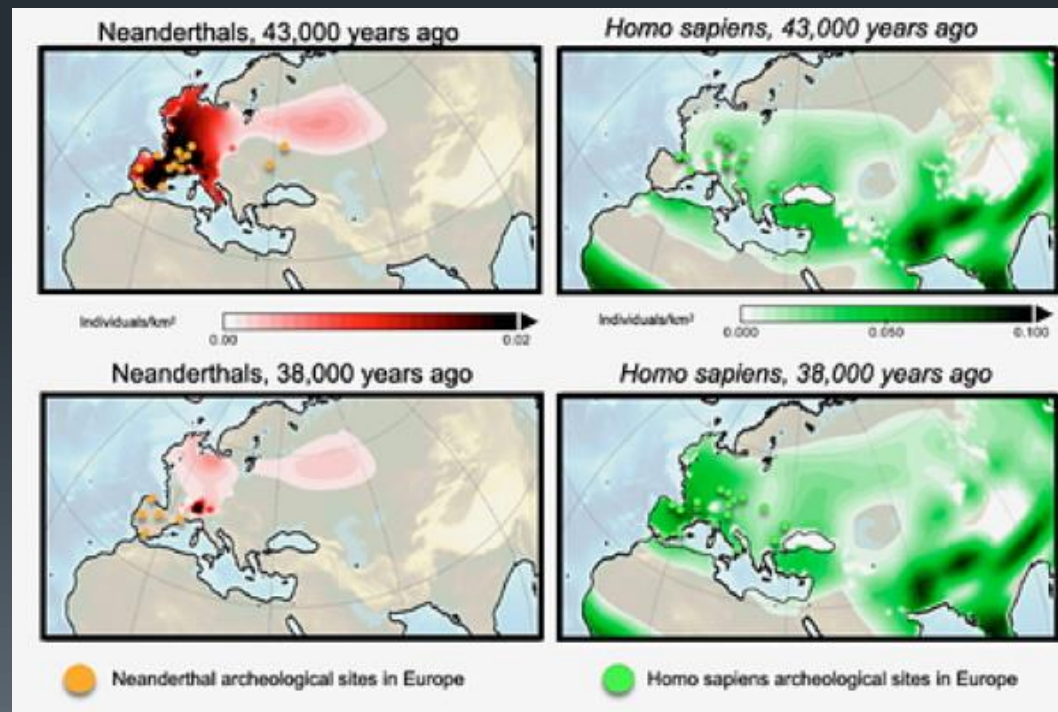 Neanderthals, 43,000 years ago
Homo sapiens, 43,000 years ago
Individuals/km²
0.00
0.02
Individuals/km²
0.000
0.050
0.100
Neanderthals, 38,000 years ago
Homo sapiens, 38,000 years ago
Neanderthal archeological sites in Europe
Homo sapiens archeological sites in Europe